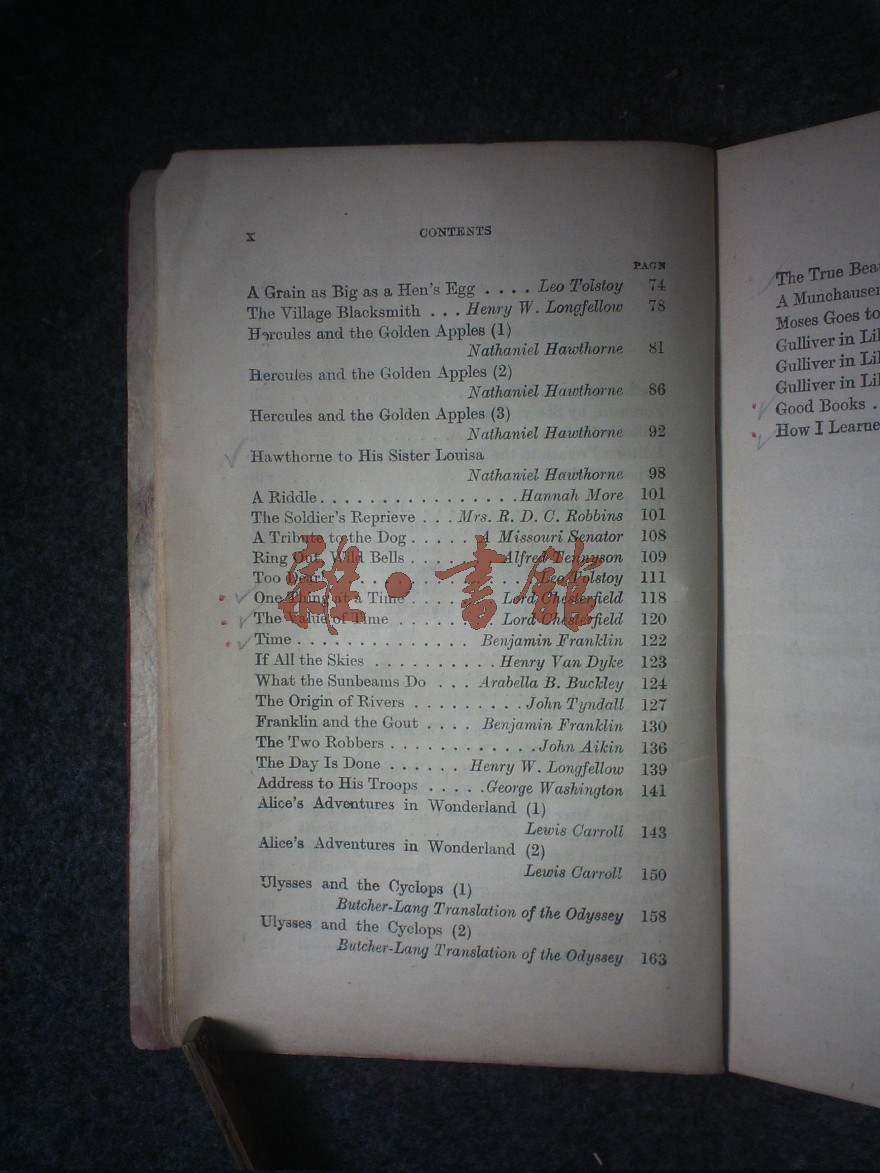 X CONTENTS
PAGE
A Grain as Big as a Hen's Egg . . . . Leo Tolstoy 74
The Village Blacksmith . . . Henry W. Longfellow 78
Hercules and the Golden Apples (1)
Nathaniel Hawthorne 81
Hercules and the Golden Apples (2)
Nathaniel Hawthorne 86
Hercules and the Golden Apples (3)
Nathaniel Hawthorne 92
Hawthorne to His Sister Louisa
Nathaniel Hawthorne 98
A Riddle . . . . . . . . . . . . . . . . Hannah More 101
The Soldier's Reprieve . . . Mrs. R. D. C. Robbins 101
A Tribute to the Dog . . . . . . A Missouri Senator 108
Ring Out, Wild Bells . . . . . . . Alfred Tennyson 109
Too Dear! . . . . . . . . . . . . . . . Leo Tolstoy 111
One Thing at a Time . . . . . . . Lord Chesterfield 118
The Value of Time . . . . . . . . Lord Chesterfield 120
Time . . . . . . . . . . . . . . . Benjamin Franklin 122
If All the Skies . . . . . . . . . . Henry Van Dyke 123
What the Sunbeams Do . . . Arabella B. Buckley 124
The Origin of Rivers . . . . . . . . . John Tyndall 127
Franklin and the Gout . . . . Benjamin Franklin 130
The Two Robbers . . . . . . . . . . . . John Aikin 136
The Day Is Done . . . . . . Henry W. Longfellow 139
Address to His Troops . . . . . George Washington 141
Alice's Adventures in Wonderland (1)
Lewis Carroll 143
Alice's Adventures in Wonderland (2)
Lewis Carroll 150
Ulysses and the Cyclops (1)
Butcher-Lang Translation of the Odyssey 158
Ulysses and the Cyclops (2)
Butcher-Lang Translation of the Odyssey 163
雜·書館
The True
A Munchausen
Moses Goes to
Gulliver in
Gulliver in
Gulliver in
Good Books .
How I